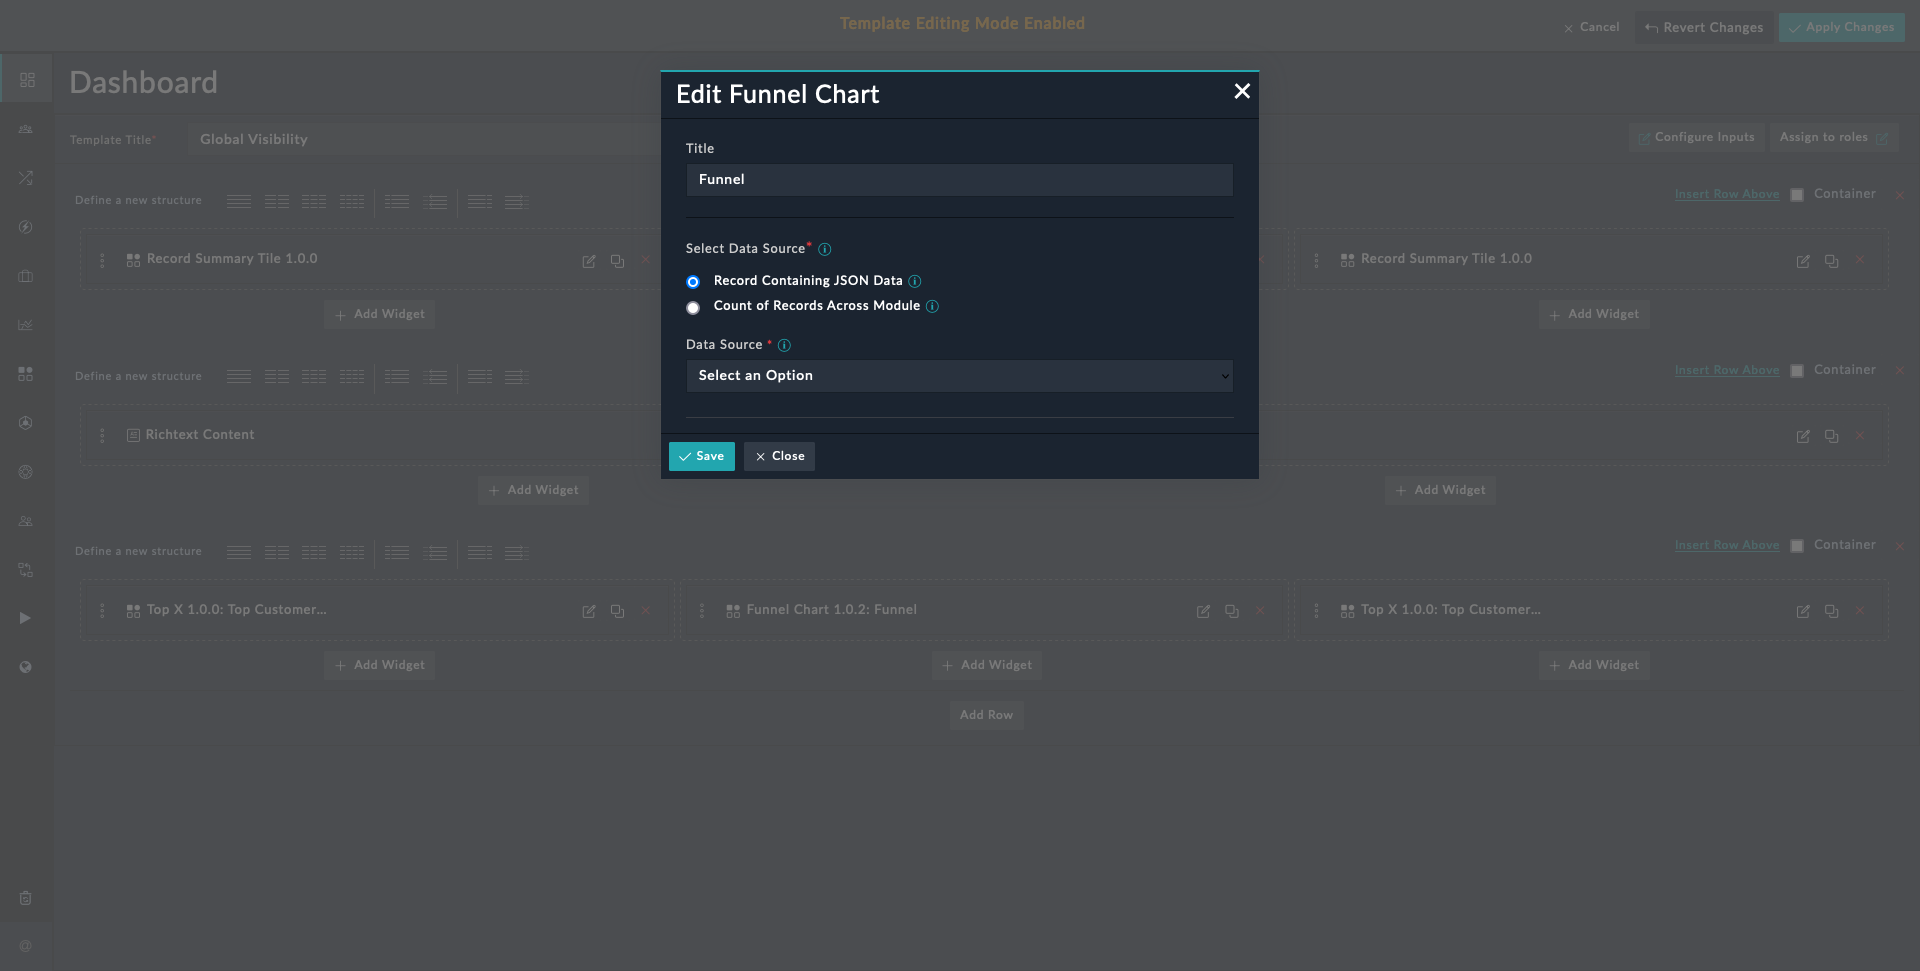 Template Editing Mode Enabled
Cancel
Revert Changes
Apply Changes
Dashboard
Template Title*
Global Visibility
Configure Inputs
Assign to roles
Edit Funnel Chart
Title
Funnel
Select Data Source*
Record Containing JSON Data
Count of Records Across Module
Data Source *
Select an Option
Save
Close
Define a new structure
Insert Row Above
Container
Record Summary Tile 1.0.0
Record Summary Tile 1.0.0
Add Widget
Add Widget
Define a new structure
Insert Row Above
Container
Richtext Content
Add Widget
Add Widget
Define a new structure
Insert Row Above
Container
Top X 1.0.0: Top Customer...
Funnel Chart 1.0.2: Funnel
Top X 1.0.0: Top Customer...
Add Widget
Add Widget
Add Widget
Add Row